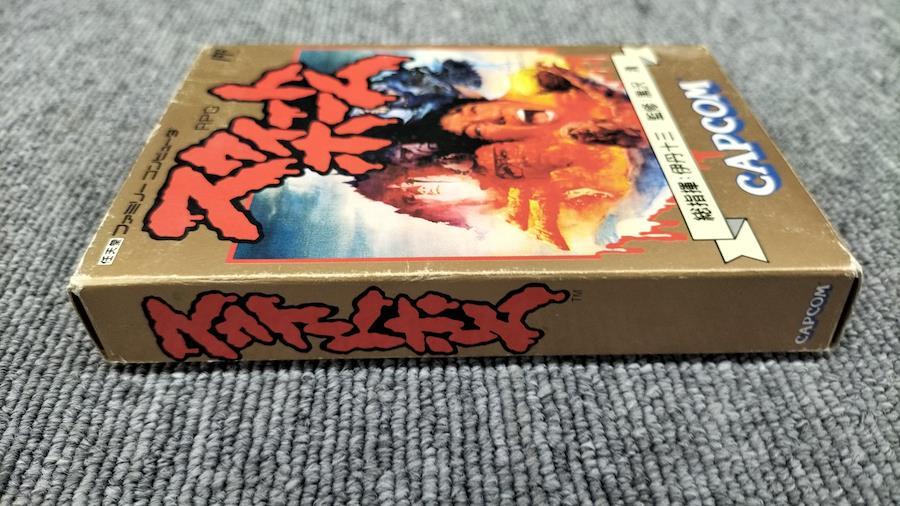 FF
任天堂
ファミリーコンピュータ
RPG
スウィート
ホーム
総指揮:伊丹十三 監修 黒沢 清
CAPCOM
スウィートホーム
TM
CAPCOM